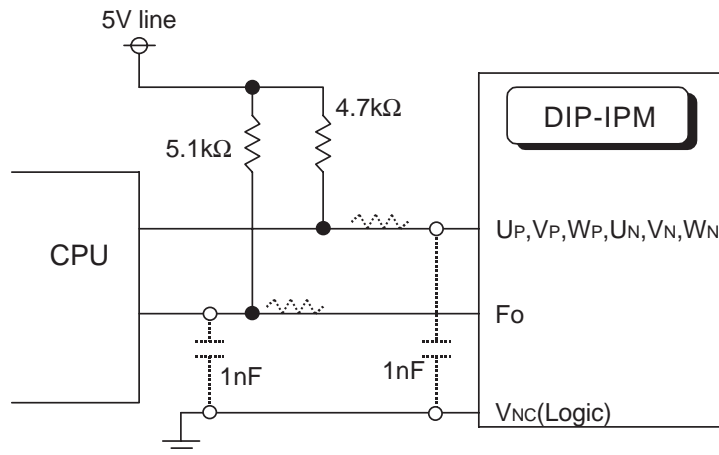 5V line
4.7kΩ
5.1kΩ
DIP-IPM
CPU
UP,VP,WP,UN,VN,WN
Fo
1nF
1nF
VNC(Logic)